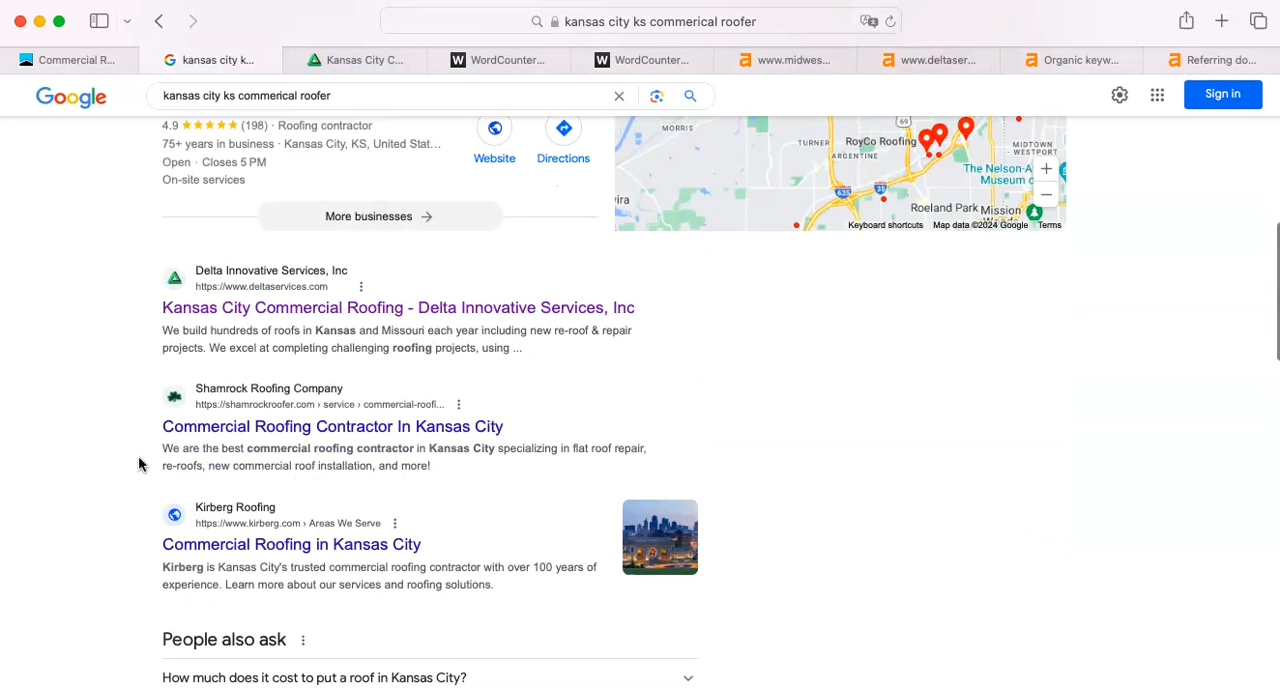 kansas city ks commerical roofer
Commercial R...
kansas city k...
Kansas City C...
WordCounter...
WordCounter...
www.midwes...
www.deltaser...
Organic keyw...
Referring do...
Google
kansas city ks commerical roofer
Sign in
4.9 ★★★★★ (198) · Roofing contractor
75+ years in business · Kansas City, KS, United Stat...
Open · Closes 5 PM
On-site services
Website
Directions
More businesses →
MORRIS
69
TURNER
RoyCo Roofing
ARGENTINE
MIDTOWN
WESTPORT
The Nelson-A
Museum o
635
35
vira
Roeland Park
Mission
Keyboard shortcuts
Map data ©2024 Google
Terms
Delta Innovative Services, Inc
https://www.deltaservices.com
Kansas City Commercial Roofing - Delta Innovative Services, Inc
We build hundreds of roofs in Kansas and Missouri each year including new re-roof & repair
projects. We excel at completing challenging roofing projects, using ...
Shamrock Roofing Company
https://shamrockroofer.com › service › commercial-roofi...
Commercial Roofing Contractor In Kansas City
We are the best commercial roofing contractor in Kansas City specializing in flat roof repair,
re-roofs, new commercial roof installation, and more!
Kirberg Roofing
https://www.kirberg.com › Areas We Serve
Commercial Roofing in Kansas City
Kirberg is Kansas City's trusted commercial roofing contractor with over 100 years of
experience. Learn more about our services and roofing solutions.
People also ask
How much does it cost to put a roof in Kansas City?